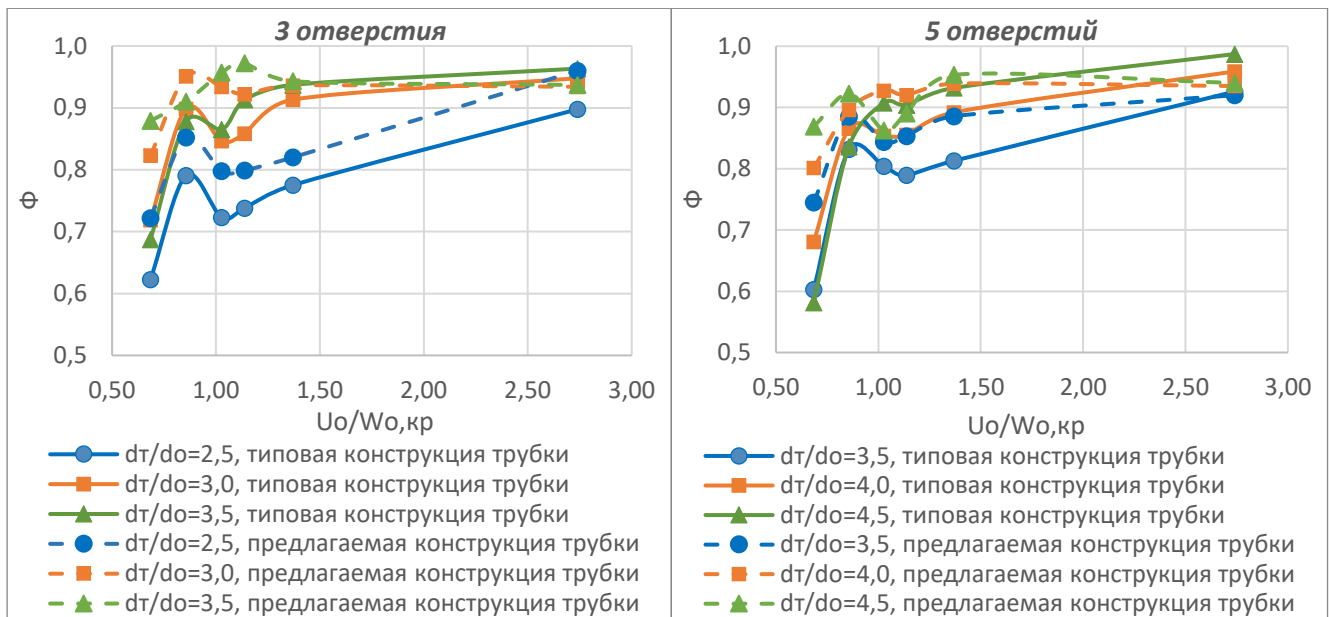 3 отверстия
1,0
0,9
0,8
0,7
0,6
0,5
Ф
0,50 1,00 1,50 2,00 2,50 3,00
Uo/Wo,кр
dт/do=2,5, типовая конструкция трубки
dт/do=3,0, типовая конструкция трубки
dт/do=3,5, типовая конструкция трубки
dт/do=2,5, предлагаемая конструкция трубки
dт/do=3,0, предлагаемая конструкция трубки
dт/do=3,5, предлагаемая конструкция трубки
5 отверстий
1,0
0,9
0,8
0,7
0,6
0,5
Ф
0,50 1,00 1,50 2,00 2,50 3,00
Uo/Wo,кр
dт/do=3,5, типовая конструкция трубки
dт/do=4,0, типовая конструкция трубки
dт/do=4,5, типовая конструкция трубки
dт/do=3,5, предлагаемая конструкция трубки
dт/do=4,0, предлагаемая конструкция трубки
dт/do=4,5, предлагаемая конструкция трубки